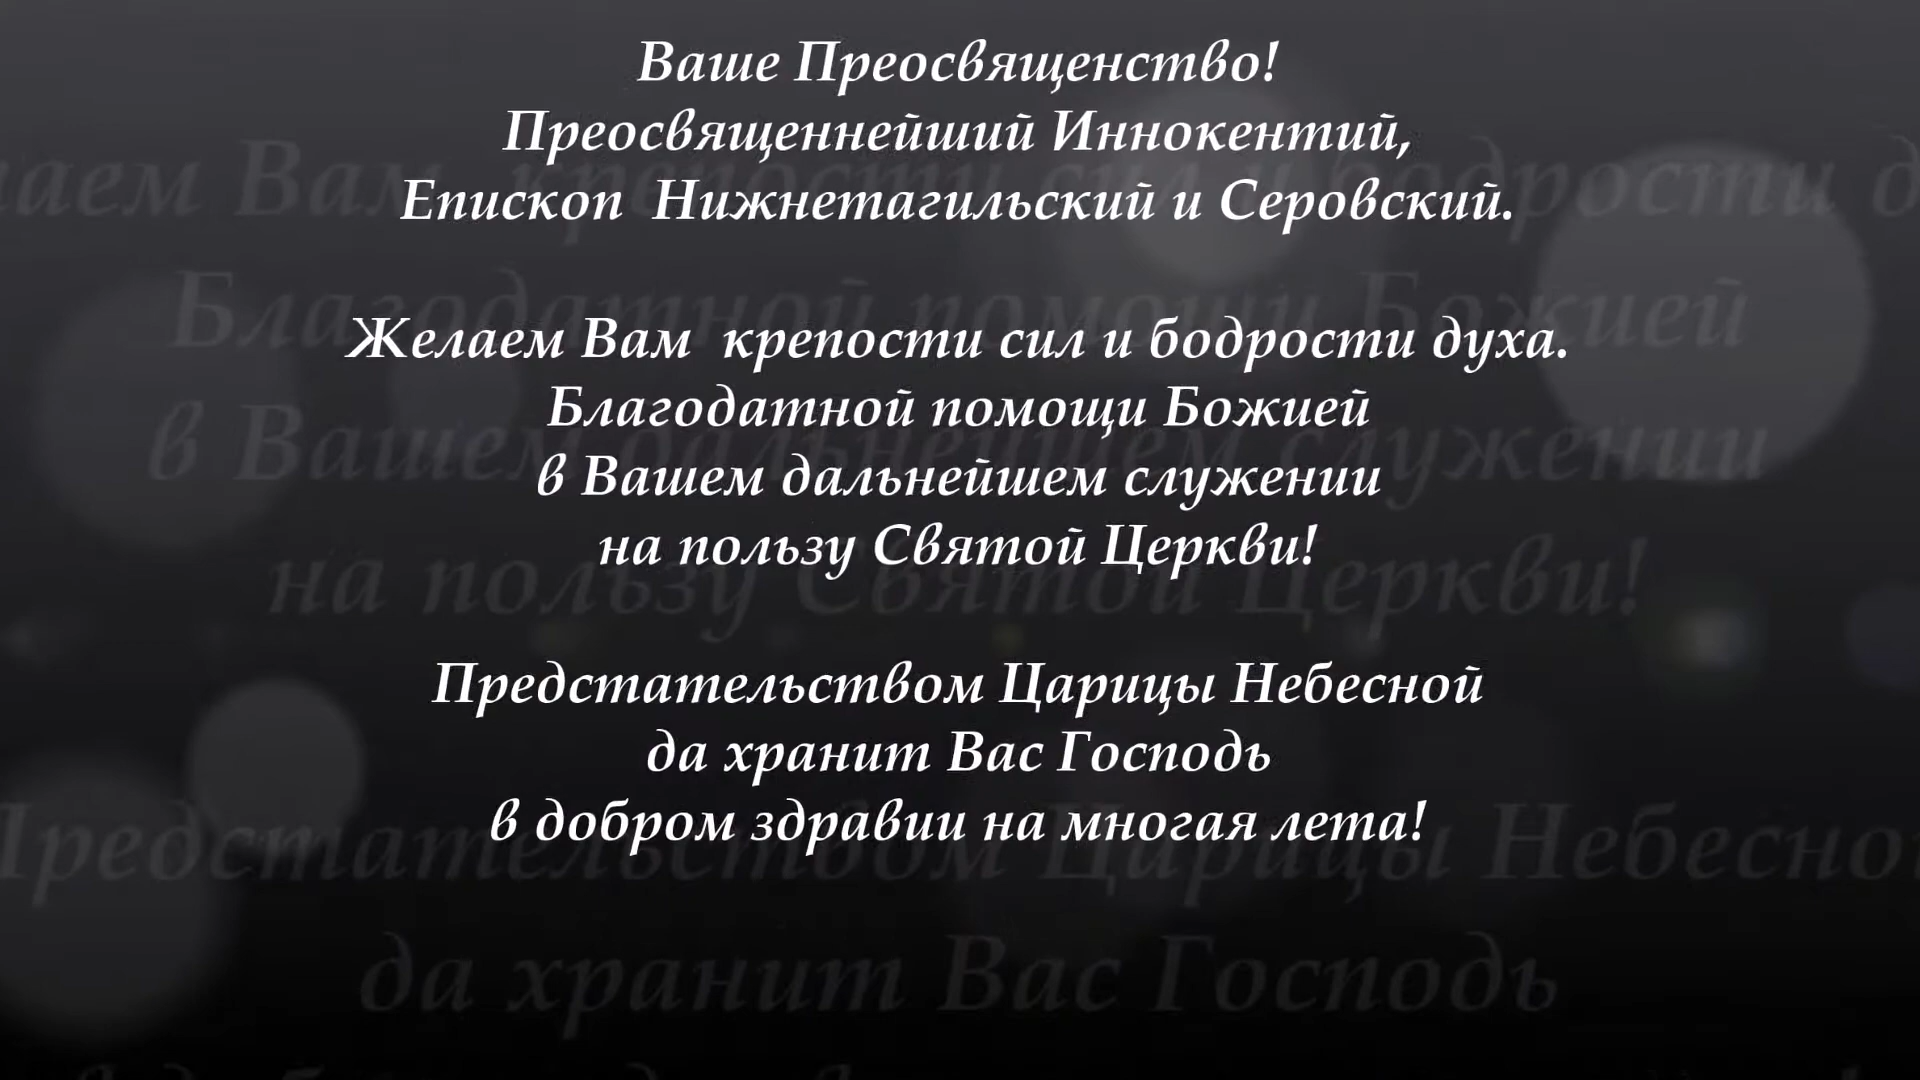 Ваше Преосвященство!
Преосвященнейший Иннокентий,
Епископ Нижнетагильский и Серовский.
Желаем Вам крепости сил и бодрости духа.
Благодатной помощи Божией
в Вашем дальнейшем служении
на пользу Святой Церкви!
Предстательством Царицы Небесной
да хранит Вас Господь
в добром здравии на многая лета!